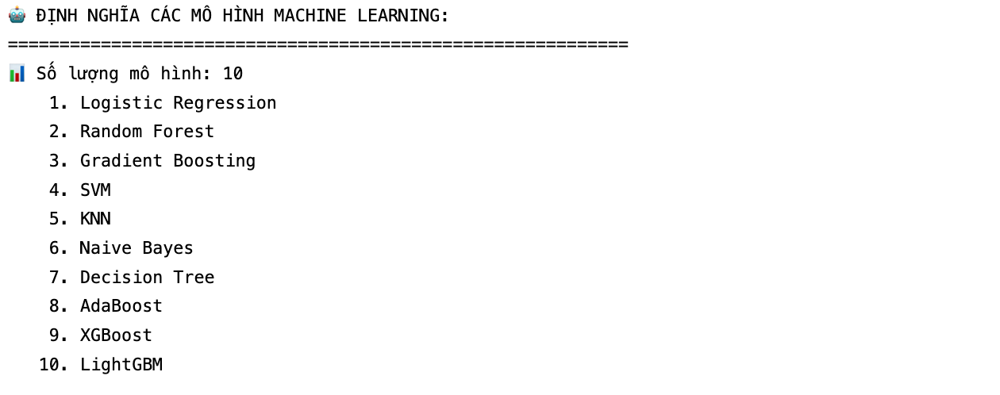 🤖 ĐỊNH NGHĨA CÁC MÔ HÌNH MACHINE LEARNING:
============================================================
📊 Số lượng mô hình: 10
1. Logistic Regression
2. Random Forest
3. Gradient Boosting
4. SVM
5. KNN
6. Naive Bayes
7. Decision Tree
8. AdaBoost
9. XGBoost
10. LightGBM